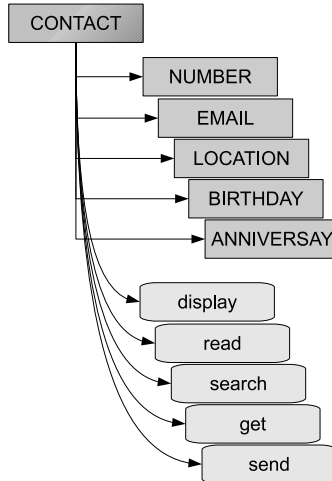 CONTACT
NUMBER
EMAIL
LOCATION
BIRTHDAY
ANNIVERSAY
display
read
search
get
send